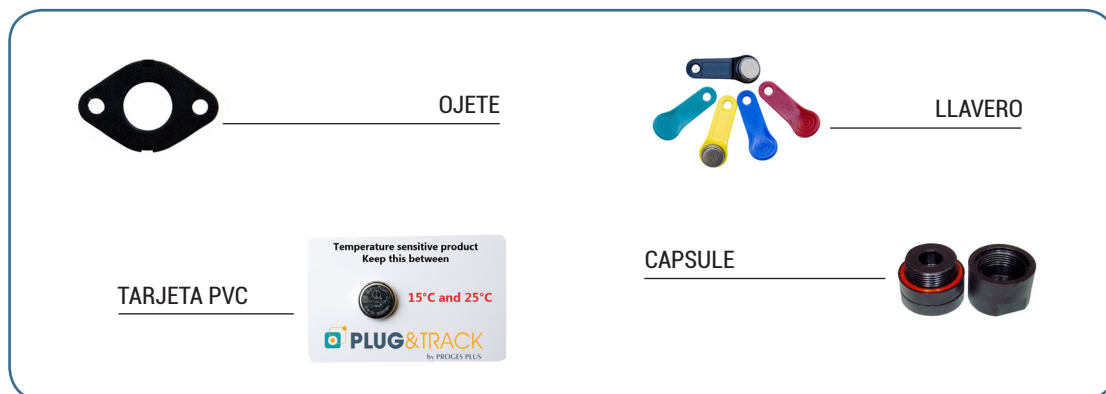 OJETE
LLAVERO
Temperature sensitive product
Keep this between
15°C and 25°C
PLUG&TRACK
by PROGES PLUS
TARJETA PVC
CAPSULE